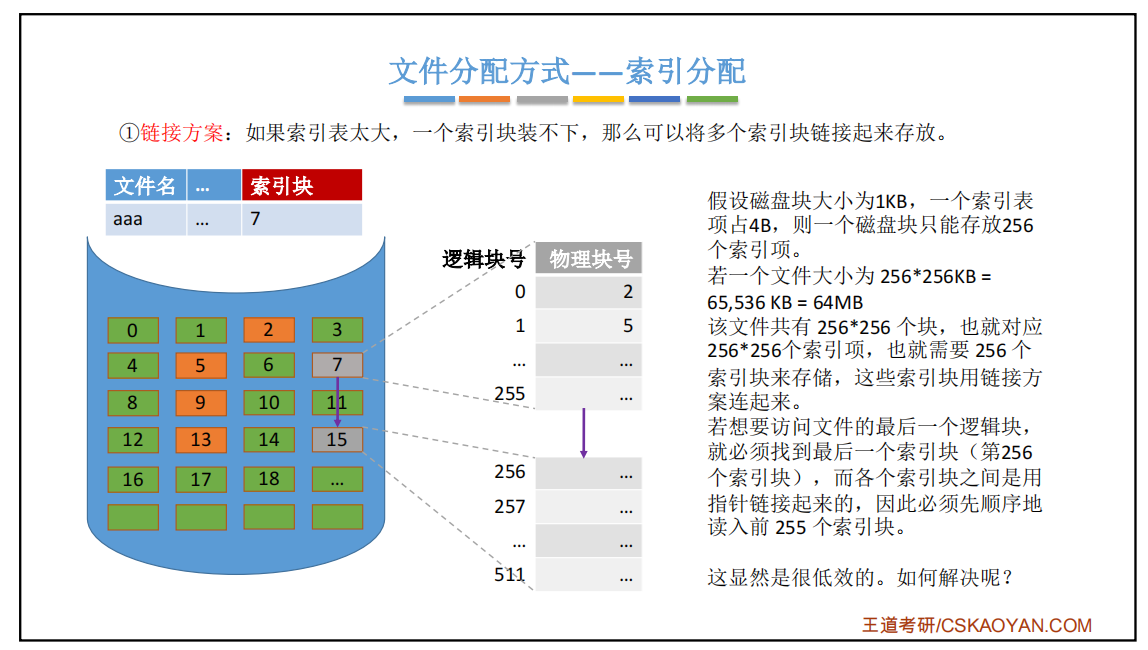 文件分配方式——索引分配
①链接方案：如果索引表太大，一个索引块装不下，那么可以将多个索引块链接起来存放。
文件名 … 索引块
aaa … 7
0 1 2 3
4 5 6 7
8 9 10 11
12 13 14 15
16 17 18 …
逻辑块号 物理块号
0 2
1 5
… …
255 …
256 …
257 …
… …
511 …
假设磁盘块大小为1KB，一个索引表
项占4B，则一个磁盘块只能存放256
个索引项。
若一个文件大小为 256*256KB =
65,536 KB = 64MB
该文件共有 256*256 个块，也就对应
256*256个索引项，也就需要 256 个
索引块来存储，这些索引块用链接方
案连起来。
若想要访问文件的最后一个逻辑块，
就必须找到最后一个索引块（第256
个索引块），而各个索引块之间是用
指针链接起来的，因此必须先顺序地
读入前 255 个索引块。
这显然是很低效的。如何解决呢？
王道考研/CSKAOYAN.COM